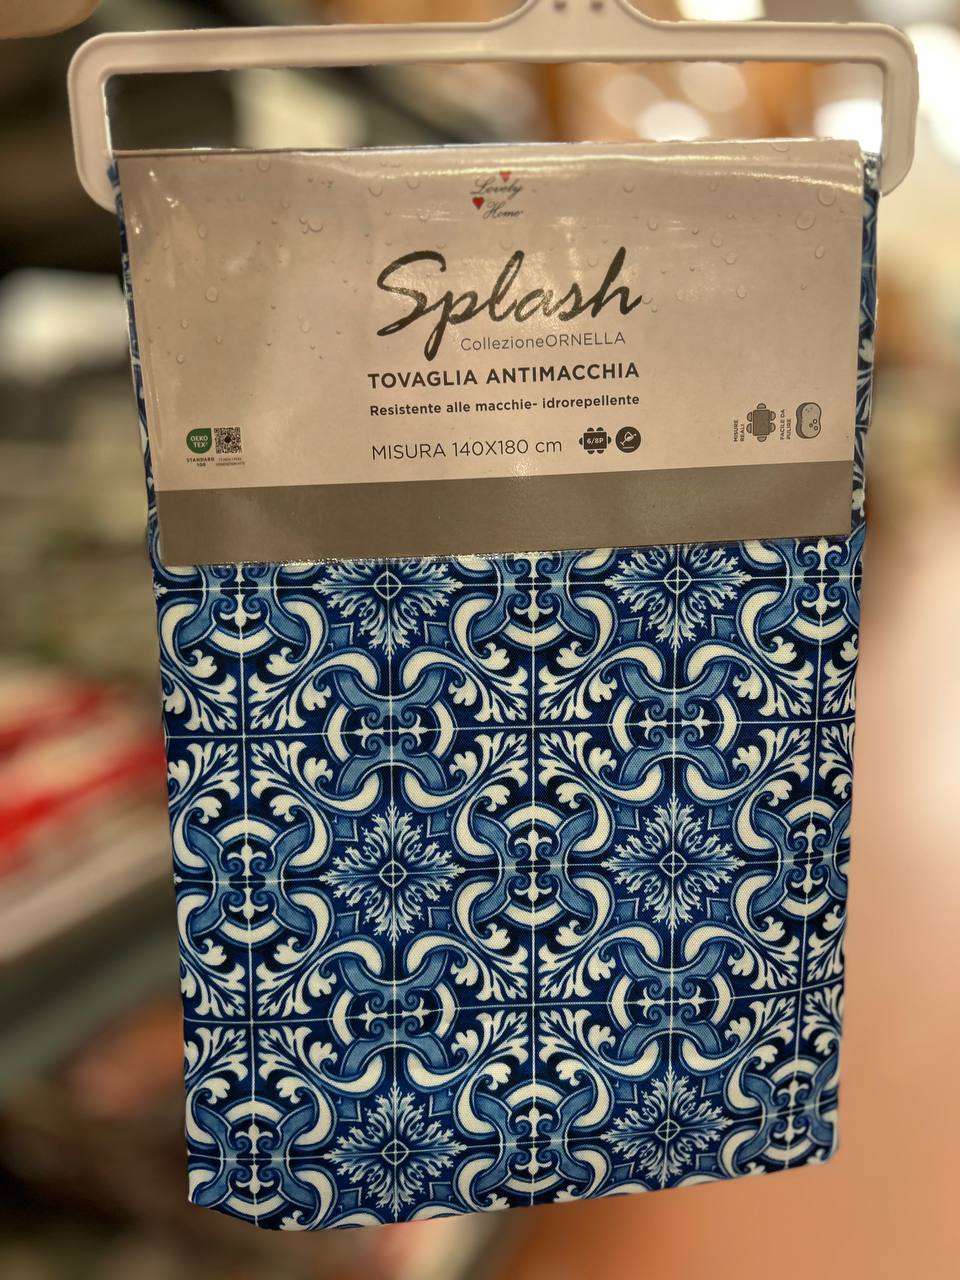 Lovely
Home
Splash
CollezioneORNELLA
TOVAGLIA ANTIMACCHIA
Resistente alle macchie- idrorepellente
MISURA 140X180 cm
6/8P
OEKO
TEX®
STANDARD
100
MISURE
REALI
FACILE DA
PULIRE